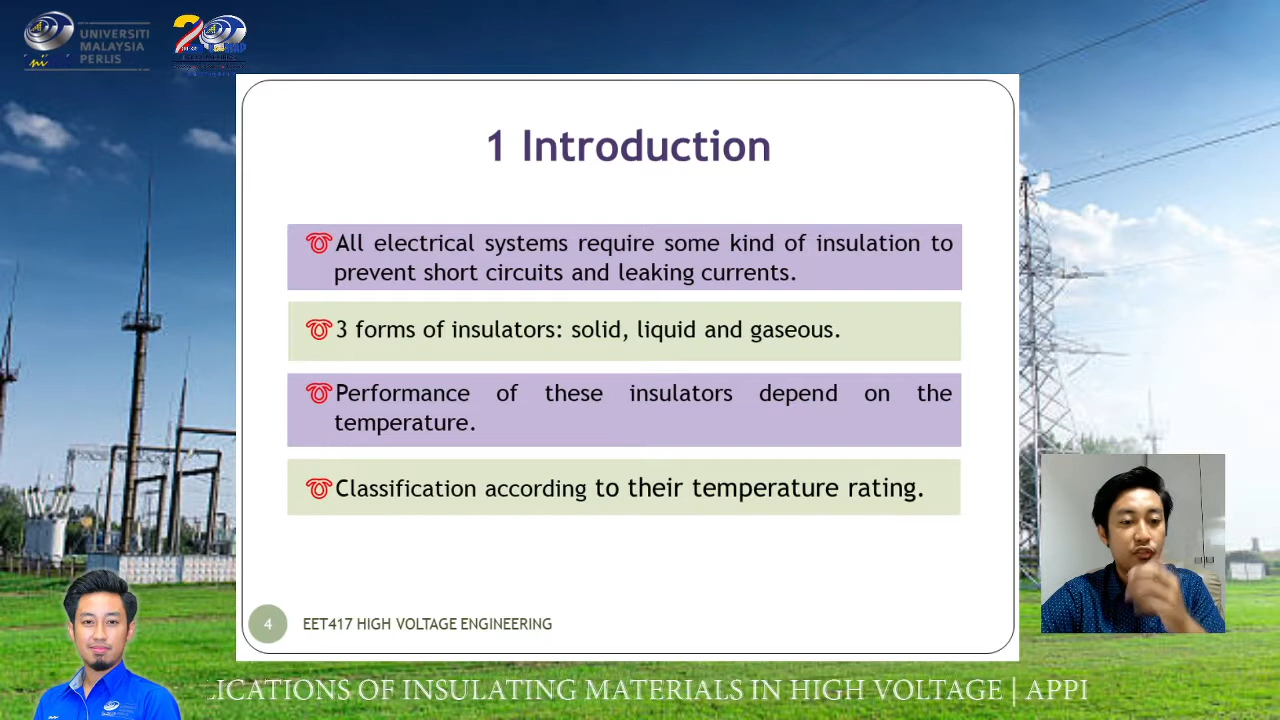 UNIVERSITI
MALAYSIA
PERLIS
1 Introduction
All electrical systems require some kind of insulation to
prevent short circuits and leaking currents.
3 forms of insulators: solid, liquid and gaseous.
Performance of these insulators depend on the
temperature.
Classification according to their temperature rating.
4 EET417 HIGH VOLTAGE ENGINEERING
ICATIONS OF INSULATING MATERIALS IN HIGH VOLTAGE | APPI